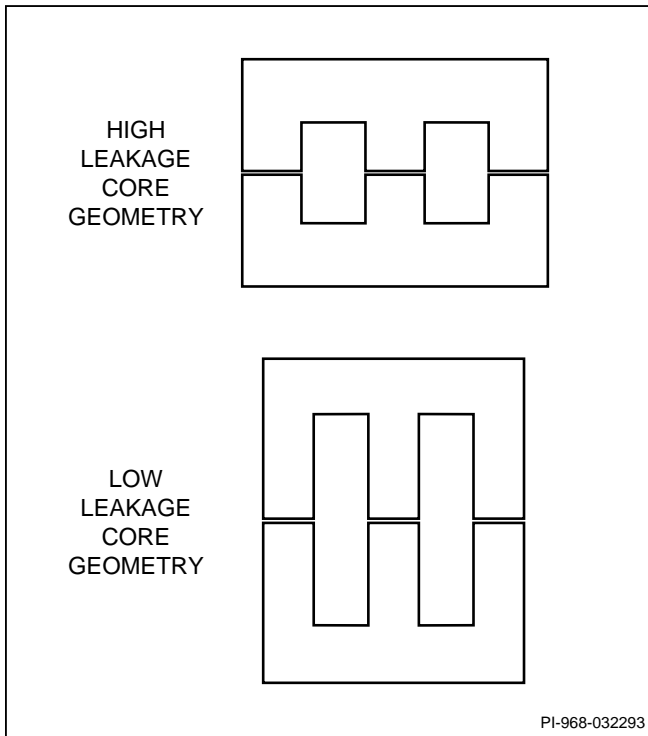 HIGH
LEAKAGE
CORE
GEOMETRY
LOW
LEAKAGE
CORE
GEOMETRY
PI-968-032293